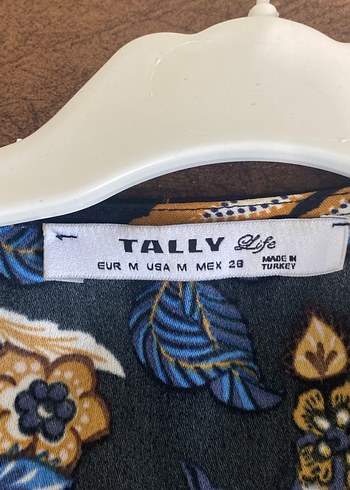 TALLY Life
EUR M USA M MEX 28 MADE IN
TURKEY